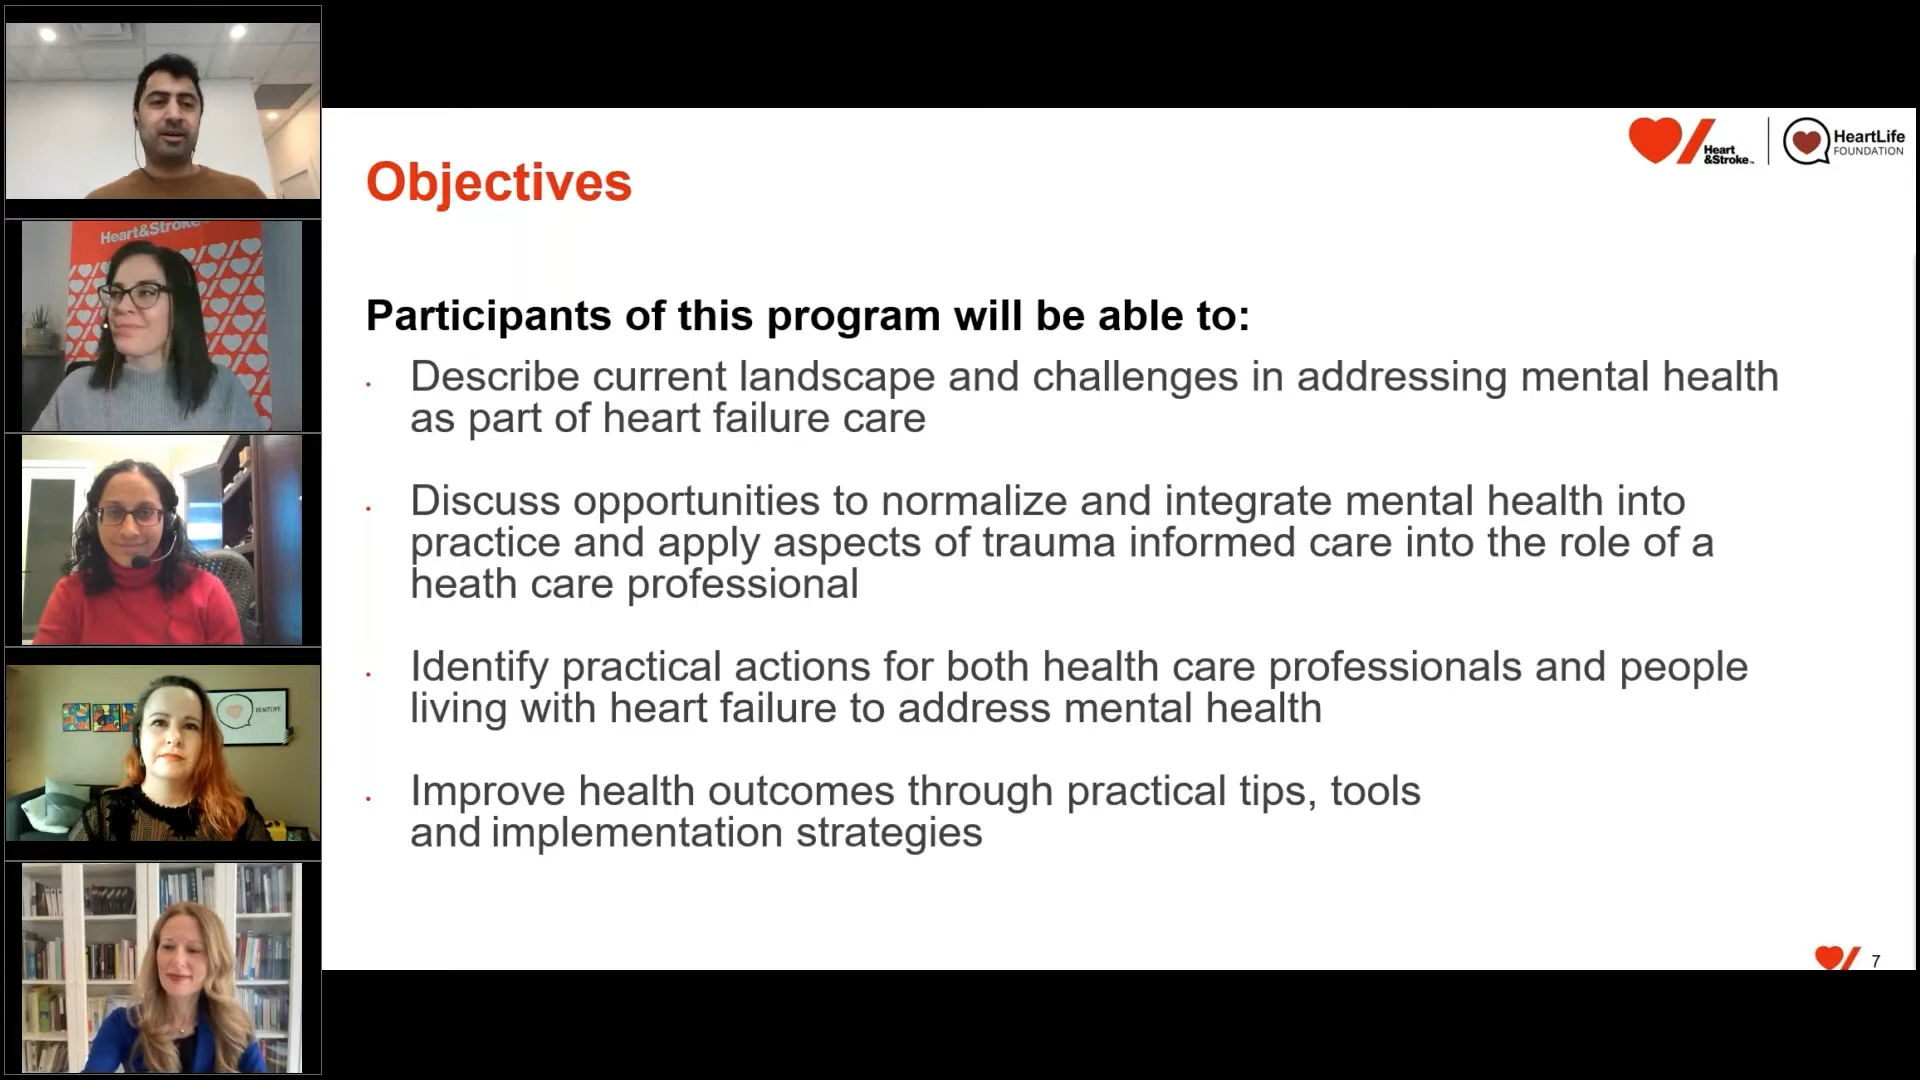 Heart
&Stroke™
HeartLife
FOUNDATION
Objectives
Participants of this program will be able to:
· Describe current landscape and challenges in addressing mental health
as part of heart failure care
· Discuss opportunities to normalize and integrate mental health into
practice and apply aspects of trauma informed care into the role of a
heath care professional
· Identify practical actions for both health care professionals and people
living with heart failure to address mental health
· Improve health outcomes through practical tips, tools
and implementation strategies
7
Heart&Stroke
HEARTLIFE